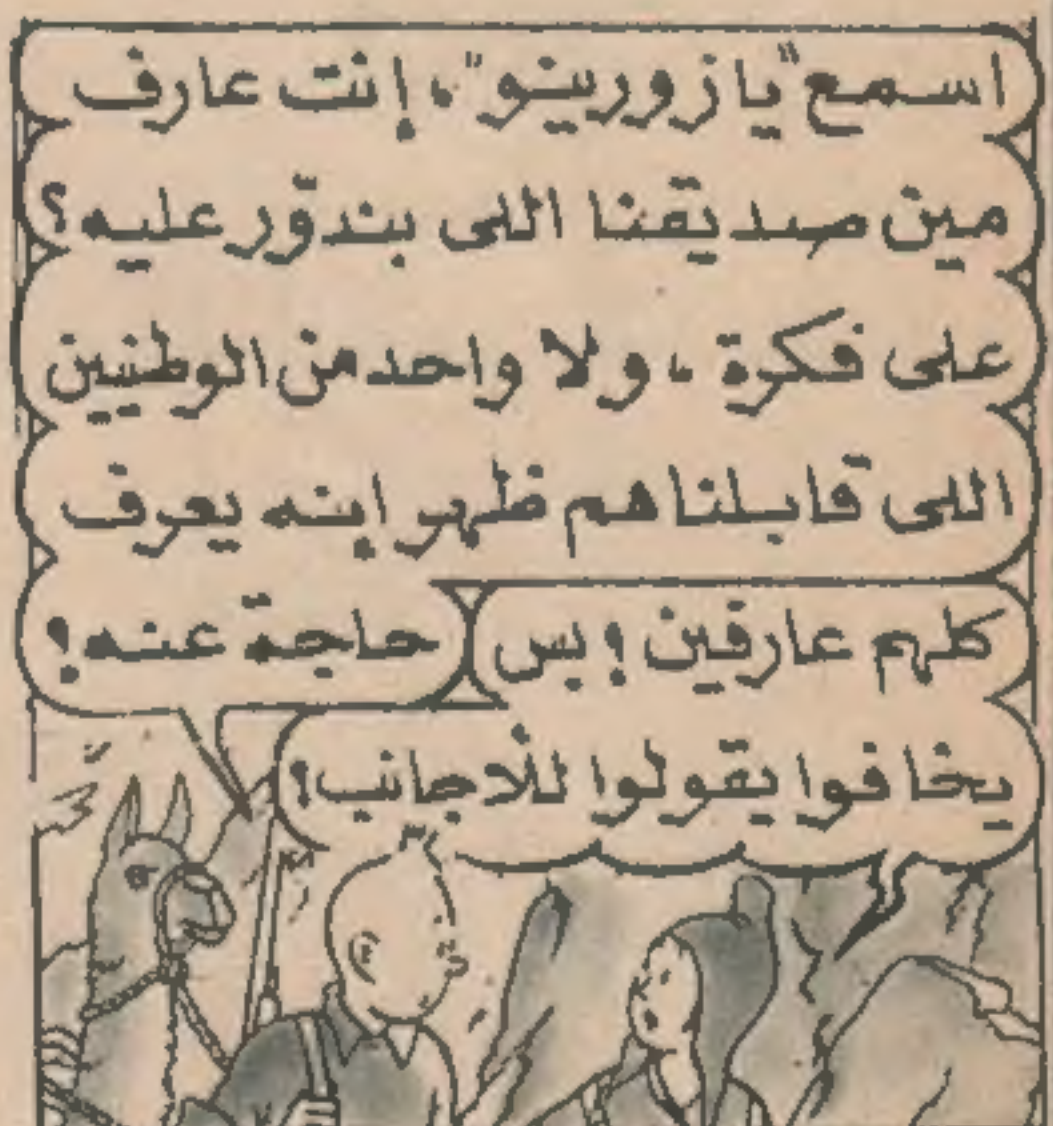 اسمع "يا زورينو"، إنت عارف
مين صديقنا اللى بندوّر عليه؟
على فكرة، ولا واحد من الوطنيين
اللى قابلناهم ظهر إنه يعرف
حاجة عنه!
كلهم عارفين! بس
يخافوا يقولوا للأجانب!